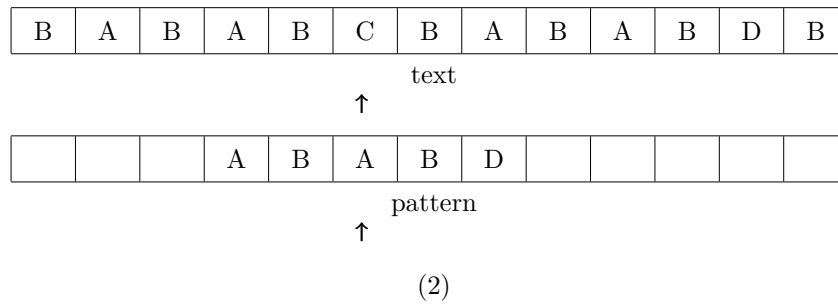 B A B A B C B A B A B D B
text
↑
A B A B D
pattern
↑
(2)